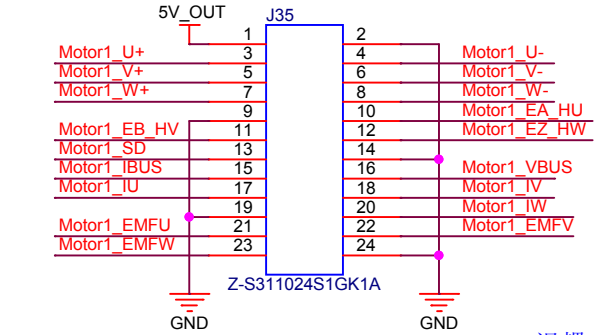 5V_OUT
J35
1 2
Motor1_U+ 3 4 Motor1_U-
Motor1_V+ 5 6 Motor1_V-
Motor1_W+ 7 8 Motor1_W-
9 10 Motor1_EA_HU
Motor1_EB_HV 11 12 Motor1_EZ_HW
Motor1_SD 13 14
Motor1_IBUS 15 16 Motor1_VBUS
Motor1_IU 17 18 Motor1_IV
19 20 Motor1_IW
Motor1_EMFU 21 22 Motor1_EMFV
Motor1_EMFW 23 24
Z-S311024S1GK1A
GND GND